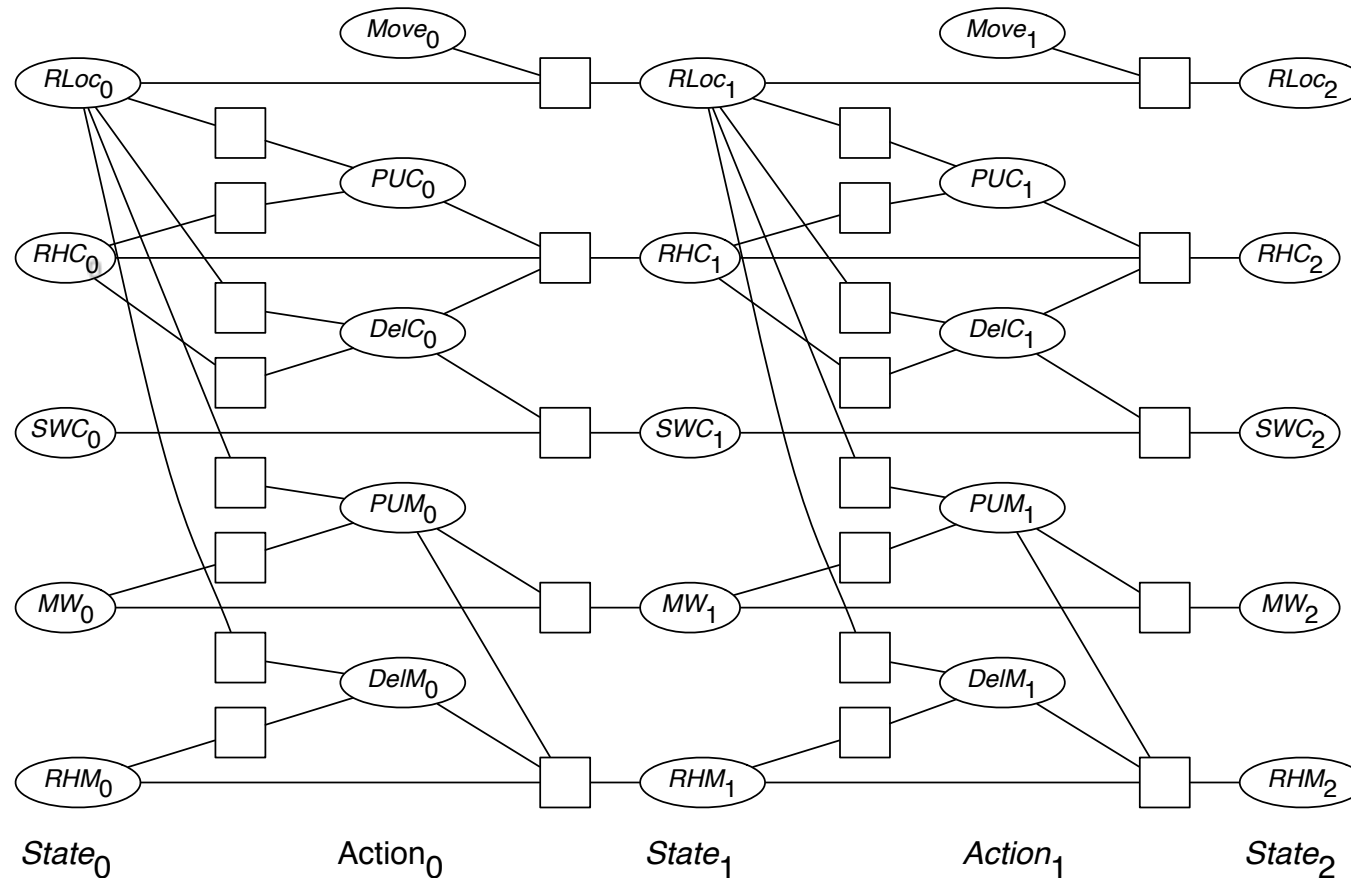 Move0 Move1
RLoc0 RLoc1 RLoc2
PUC0 PUC1
RHC0 RHC1 RHC2
DelC0 DelC1
SWC0 SWC1 SWC2
PUM0 PUM1
MW0 MW1 MW2
DelM0 DelM1
RHM0 RHM1 RHM2
State0 Action0 State1 Action1 State2